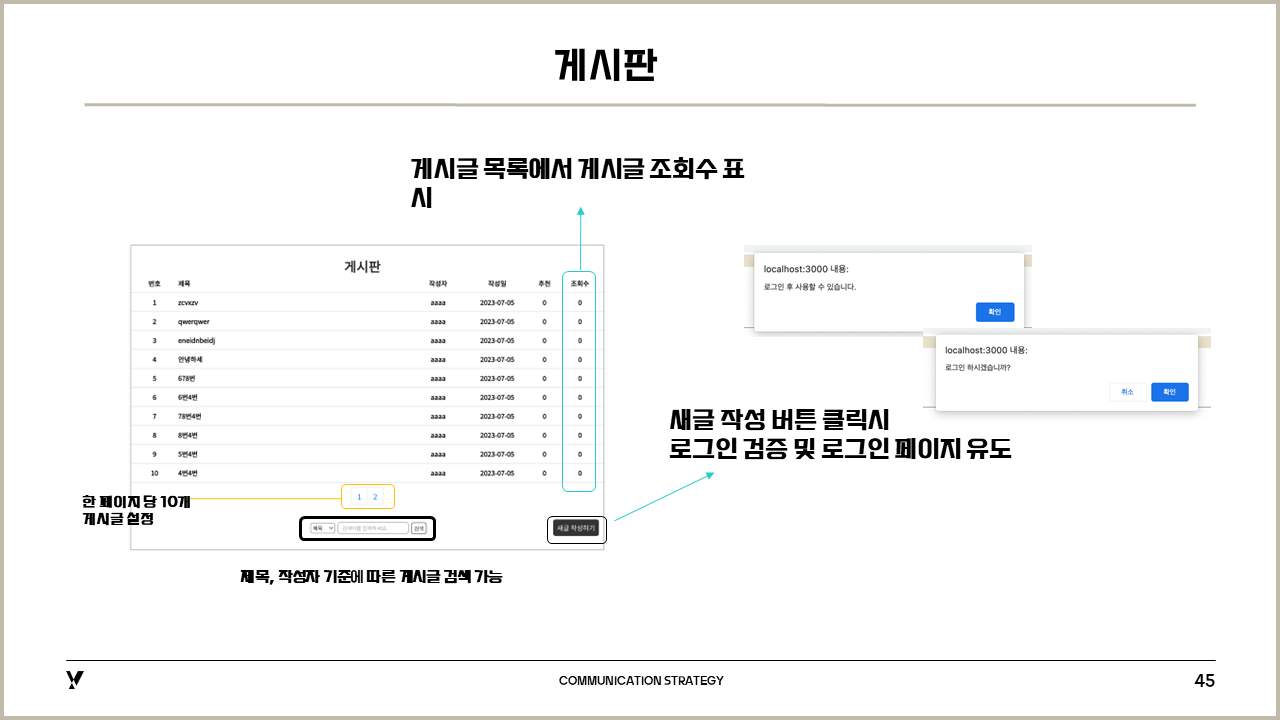 게시판
게시글 목록에서 게시글 조회수 표
시
게시판
번호 제목 작성자 작성일 추천 조회수
1 zcvxzv aaaa 2023-07-05 0 0
2 qwerqwer aaaa 2023-07-05 0 0
3 eneidnbeidj aaaa 2023-07-05 0 0
4 안녕하세 aaaa 2023-07-05 0 0
5 678번 aaaa 2023-07-05 0 0
6 6번4번 aaaa 2023-07-05 0 0
7 78번4번 aaaa 2023-07-05 0 0
8 8번4번 aaaa 2023-07-05 0 0
9 5번4번 aaaa 2023-07-05 0 0
10 4번4번 aaaa 2023-07-05 0 0
1 2
제목 검색어를 입력하세요 검색
새글 작성하기
한 페이지 당 10개
게시글 설정
제목, 작성자 기준에 따른 게시글 검색 가능
localhost:3000 내용:
로그인 후 사용할 수 있습니다.
확인
localhost:3000 내용:
로그인 하시겠습니까?
취소 확인
새글 작성 버튼 클릭시
로그인 검증 및 로그인 페이지 유도
COMMUNICATION STRATEGY
45